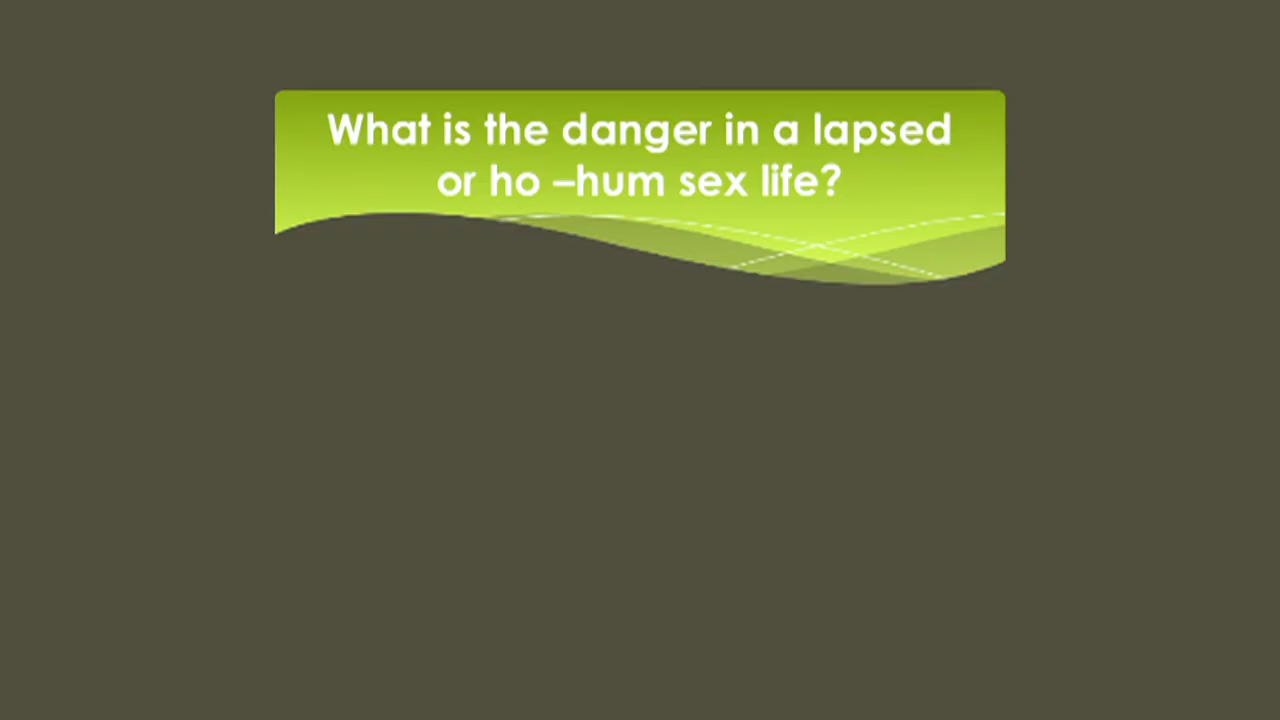 What is the danger in a lapsed
or ho –hum sex life?